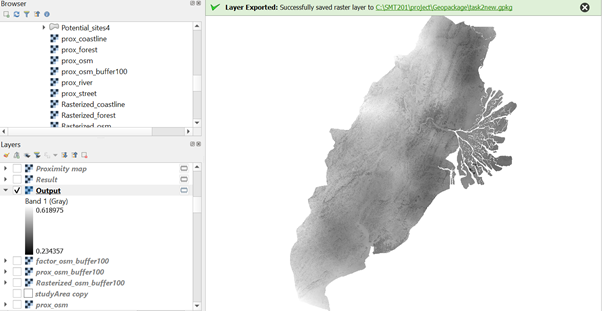 Browser
Potential_sites4
prox_coastline
prox_forest
prox_osm
prox_osm_buffer100
prox_river
prox_street
Rasterized_coastline
Rasterized_forest
Rasterized_osm
Layers
Proximity map
Result
Output
Band 1 (Gray)
0.618975
0.234357
factor_osm_buffer100
prox_osm_buffer100
Rasterized_osm_buffer100
studyArea copy
prox_osm
Layer Exported: Successfully saved raster layer to C:\SMT201\project\Geopackage\task2new.gpkg